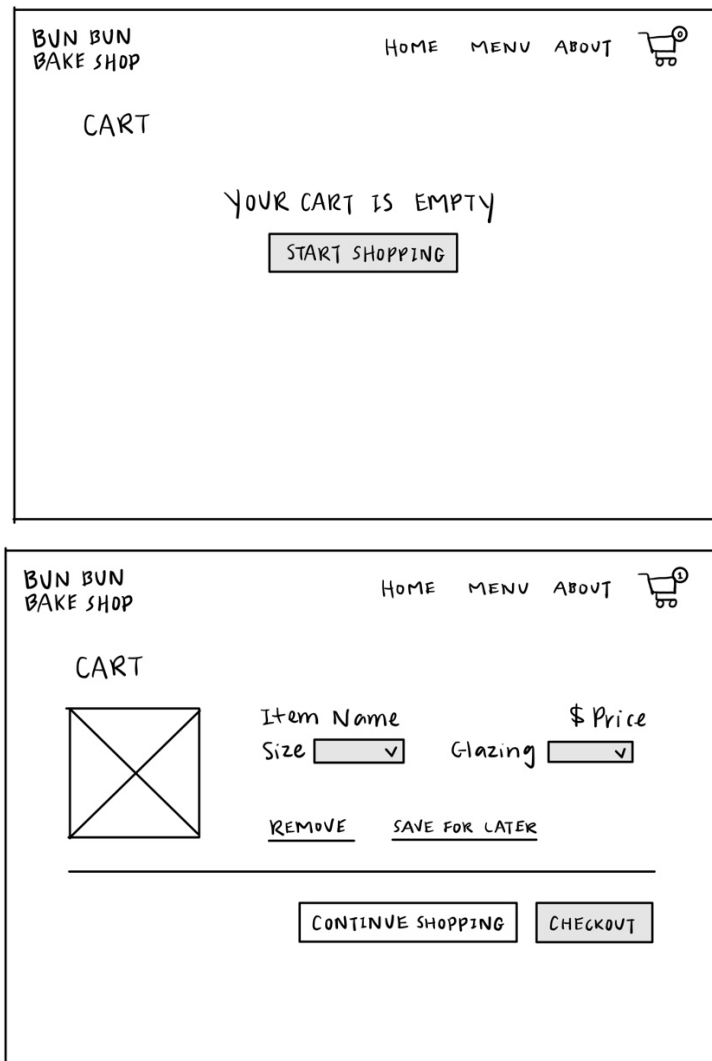 BUN BUN
BAKE SHOP
HOME MENU ABOUT 0
CART
YOUR CART IS EMPTY
START SHOPPING
BUN BUN
BAKE SHOP
HOME MENU ABOUT 1
CART
Item Name $ Price
Size Glazing
REMOVE SAVE FOR LATER
CONTINUE SHOPPING CHECKOUT